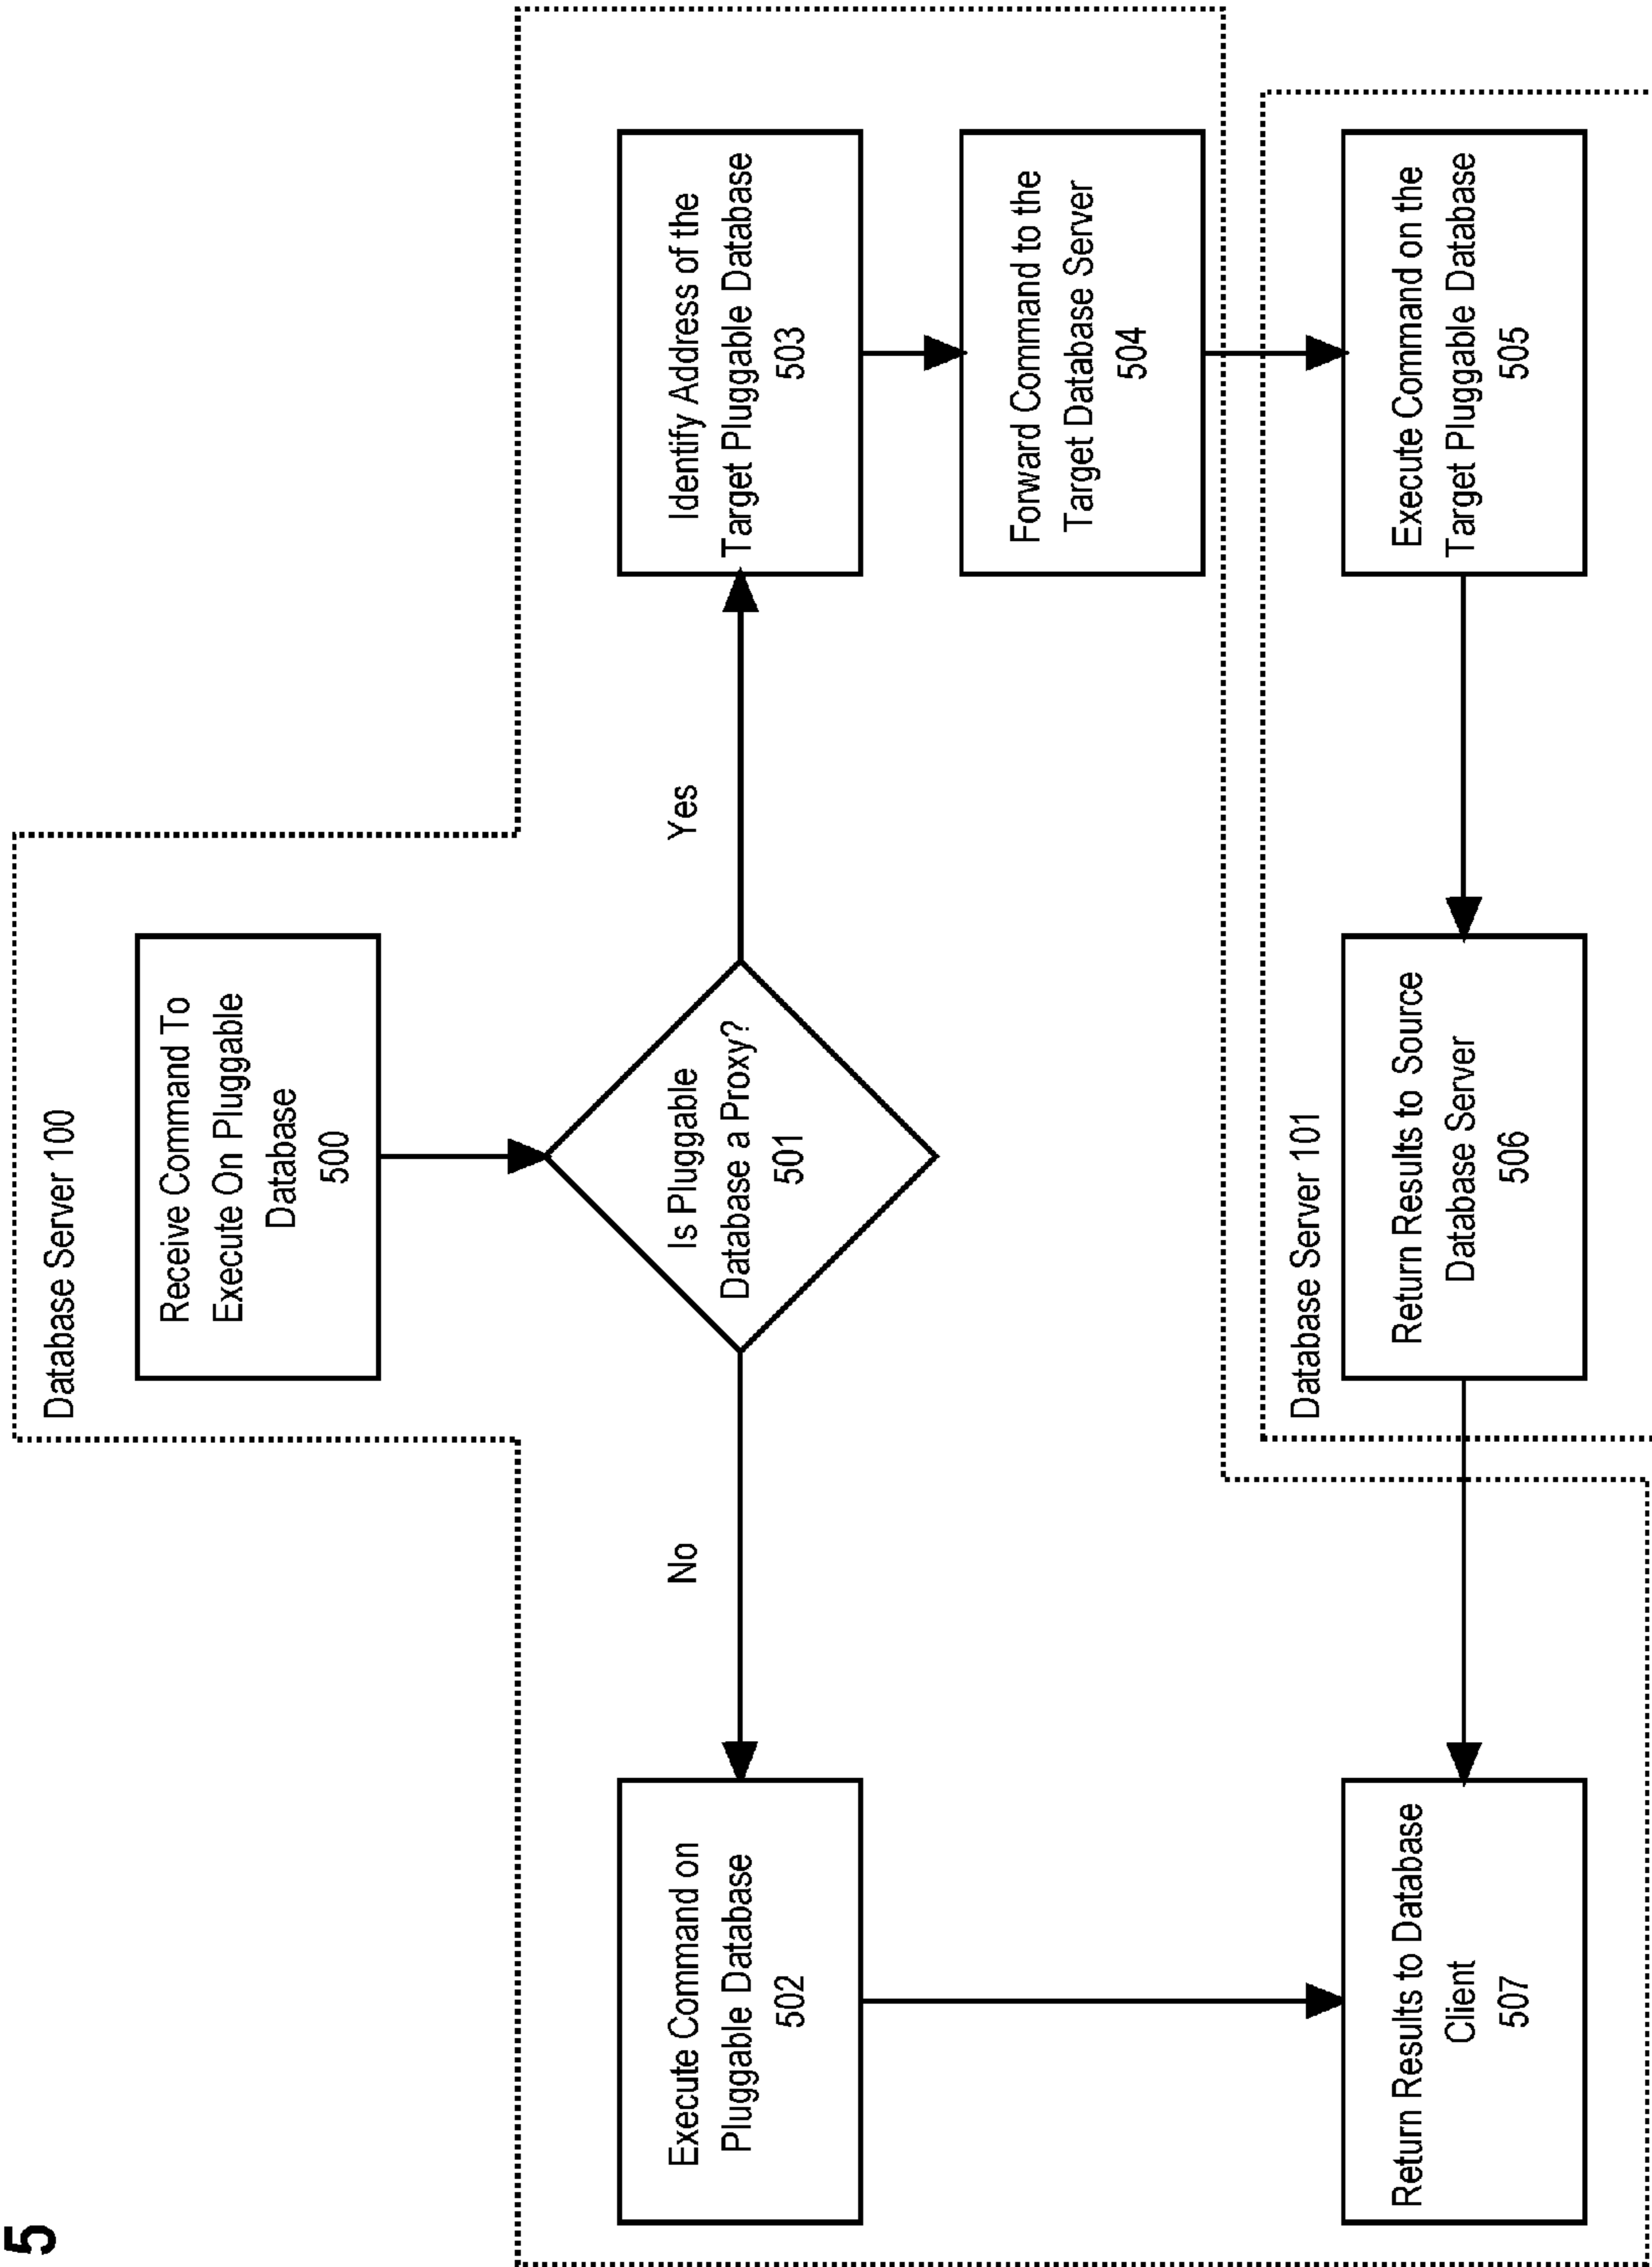 5
Database Server 100
Receive Command To
Execute On Pluggable
Database
500
Is Pluggable
Database a Proxy?
501
No
Yes
Execute Command on
Pluggable Database
502
Identify Address of the
Target Pluggable Database
503
Forward Command to the
Target Database Server
504
Database Server 101
Execute Command on the
Target Pluggable Database
505
Return Results to Source
Database Server
506
Return Results to Database
Client
507